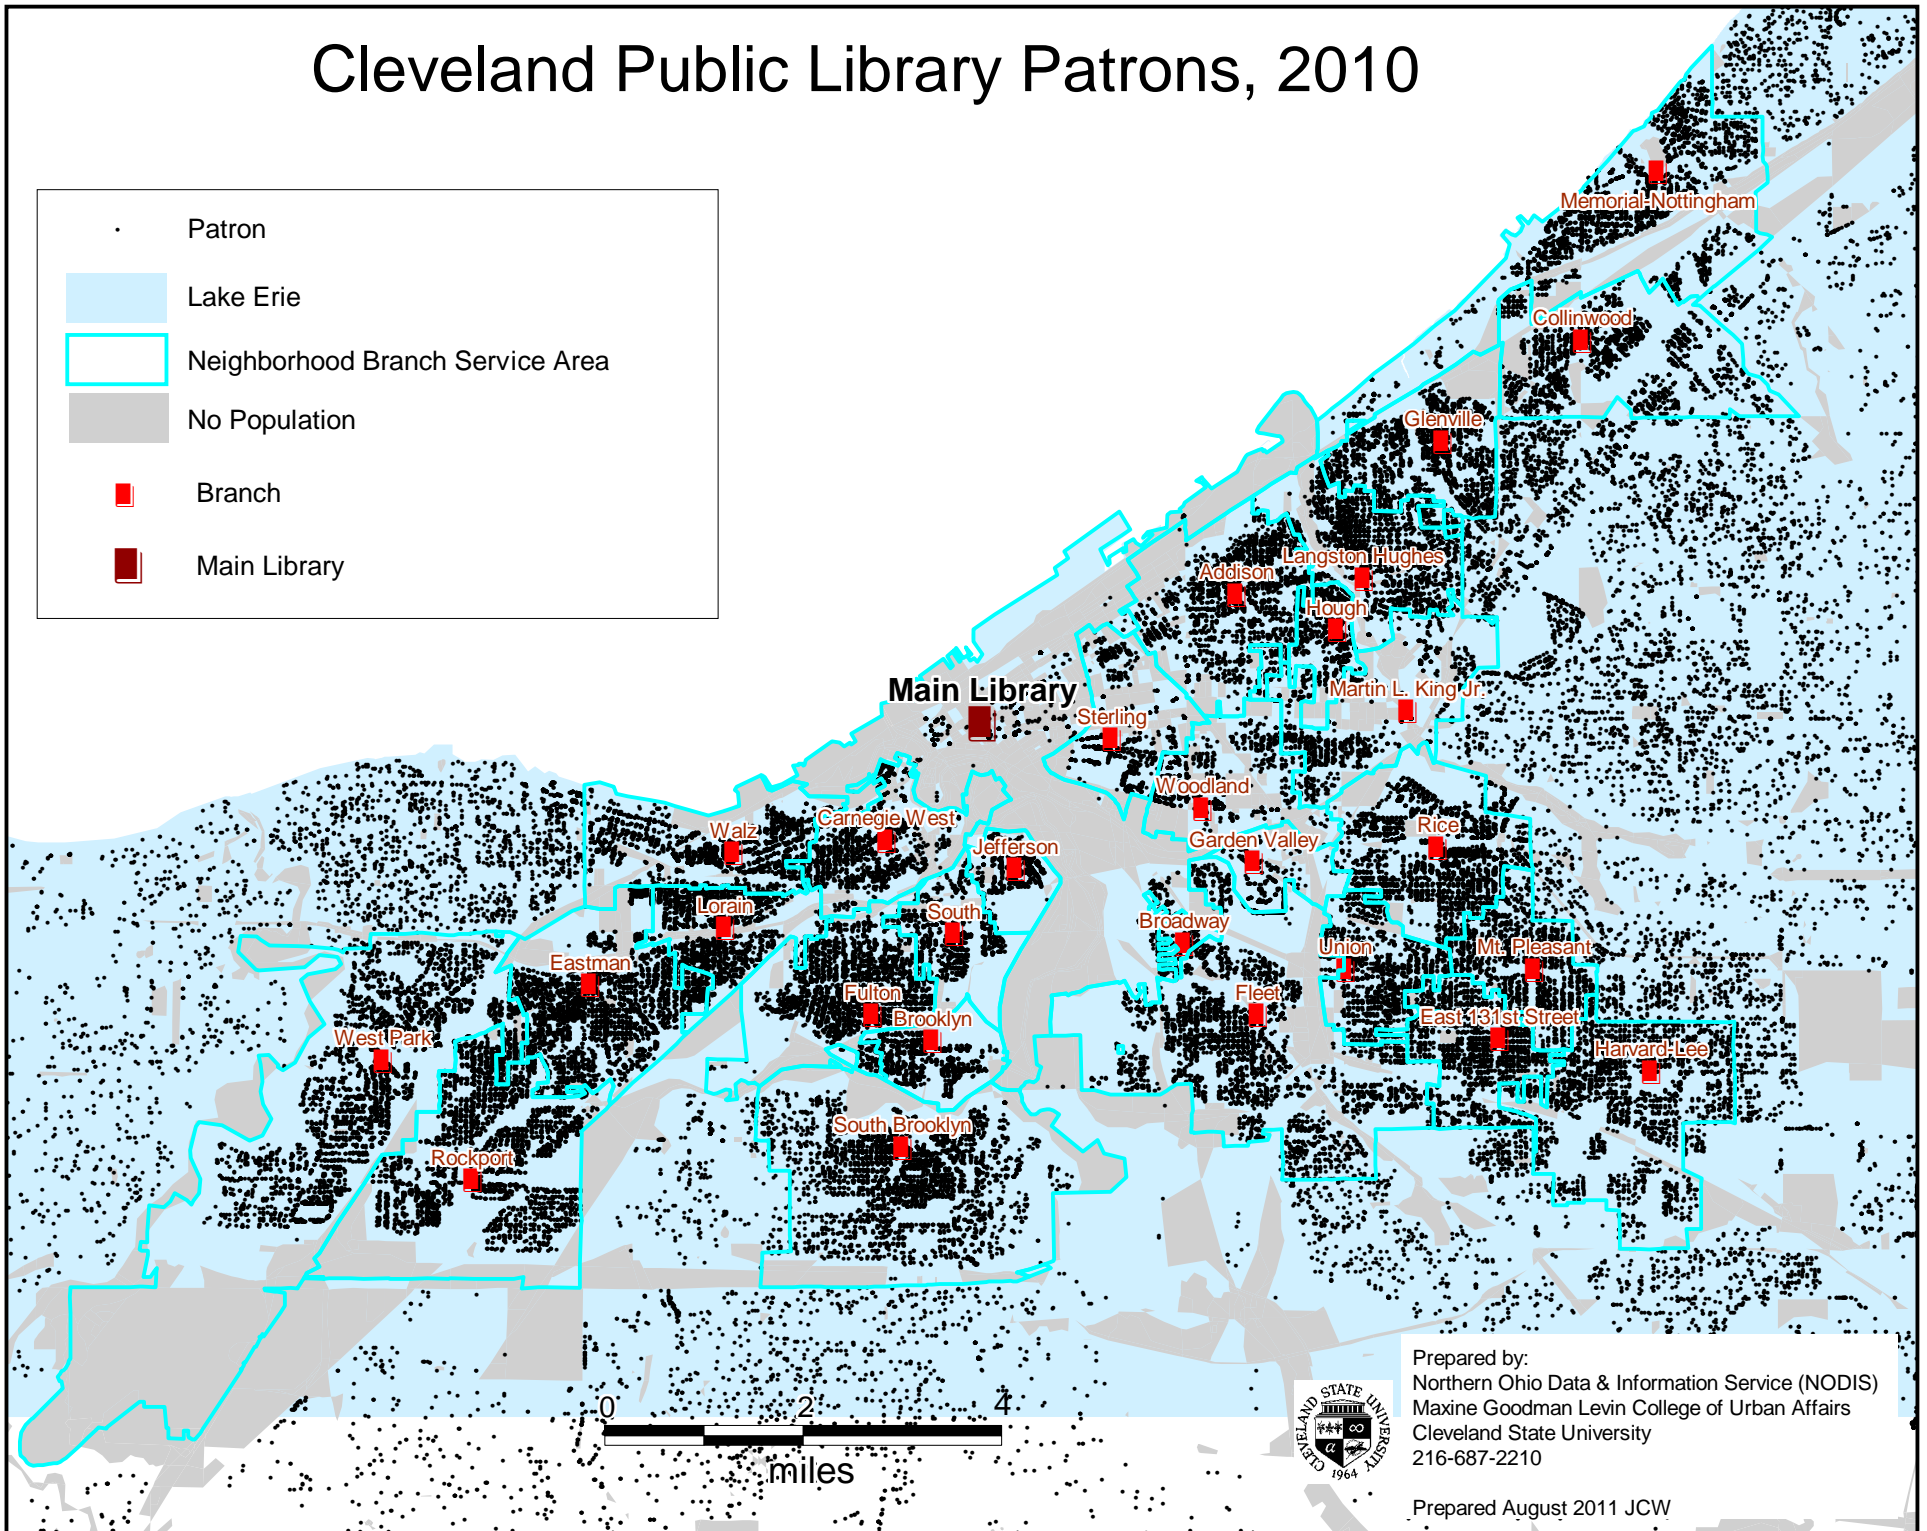 Cleveland Public Library Patrons, 2010
Patron
Lake Erie
Neighborhood Branch Service Area
No Population
Branch
Main Library
Memorial-Nottingham
Collinwood
Glenville
Langston Hughes
Addison
Hough
Martin L. King Jr.
Main Library
Sterling
Woodland
Garden Valley
Rice
Walz
Carnegie West
Jefferson
Lorain
South
Broadway
Union
Mt. Pleasant
Eastman
Fulton
Brooklyn
Fleet
East 131st Street
West Park
Harvard-Lee
South Brooklyn
Rockport
0 2 4
miles
CLEVELAND STATE UNIVERSITY
α
∞
1964
Prepared by:
Northern Ohio Data & Information Service (NODIS)
Maxine Goodman Levin College of Urban Affairs
Cleveland State University
216-687-2210
Prepared August 2011 JCW